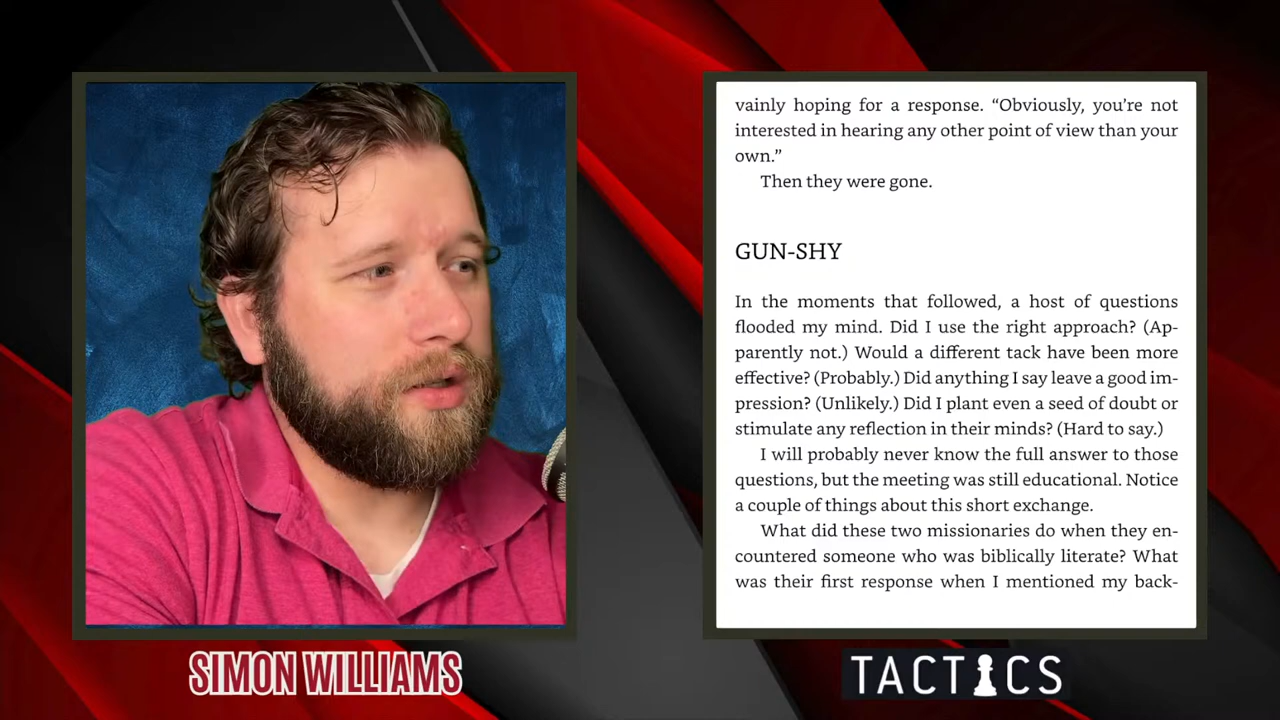 vainly hoping for a response. “Obviously, you’re not
interested in hearing any other point of view than your
own.”
Then they were gone.
GUN-SHY
In the moments that followed, a host of questions
flooded my mind. Did I use the right approach? (Ap-
parently not.) Would a different tack have been more
effective? (Probably.) Did anything I say leave a good im-
pression? (Unlikely.) Did I plant even a seed of doubt or
stimulate any reflection in their minds? (Hard to say.)
I will probably never know the full answer to those
questions, but the meeting was still educational. Notice
a couple of things about this short exchange.
What did these two missionaries do when they en-
countered someone who was biblically literate? What
was their first response when I mentioned my back-
SIMON WILLIAMS
TACTICS